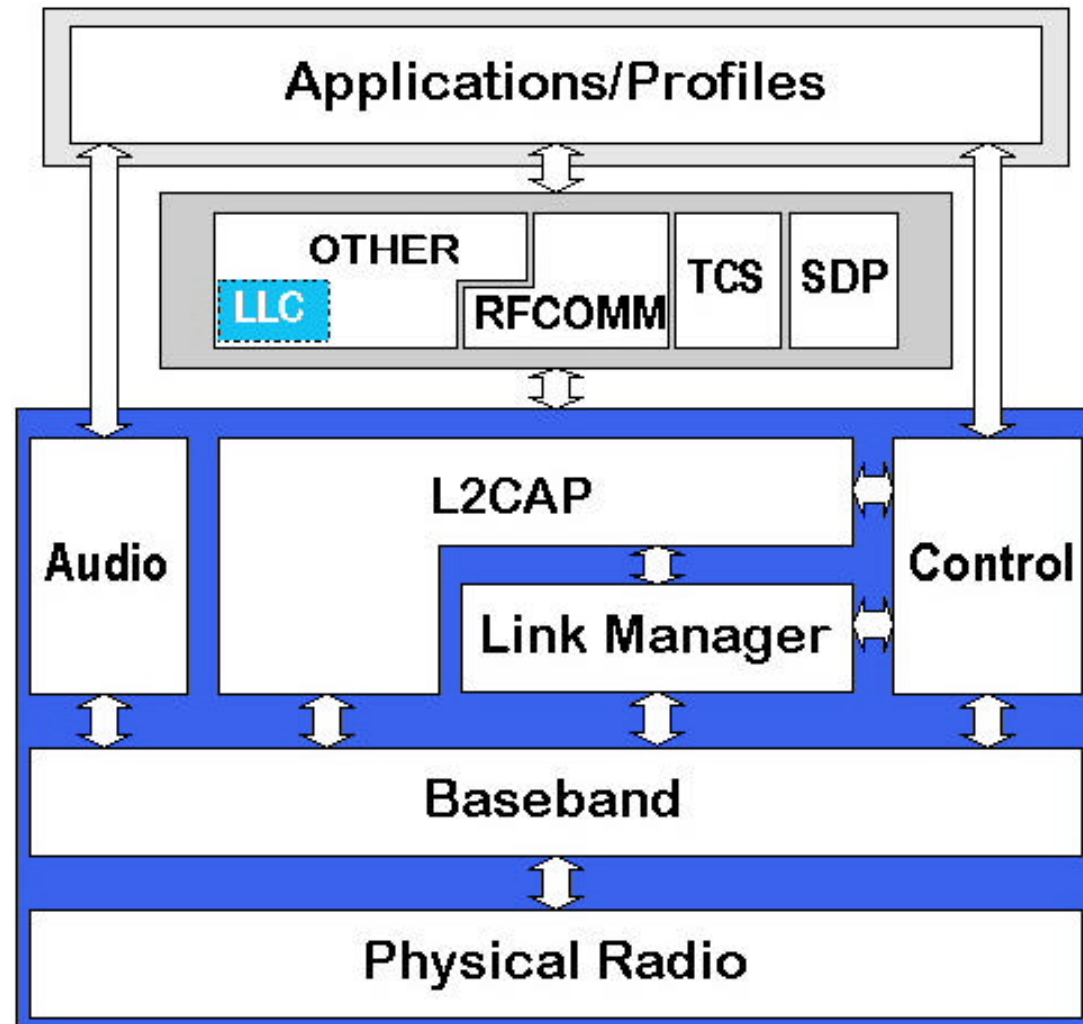 Applications/Profiles
OTHER
LLC
RFCOMM
TCS
SDP
Audio
L2CAP
Control
Link Manager
Baseband
Physical Radio